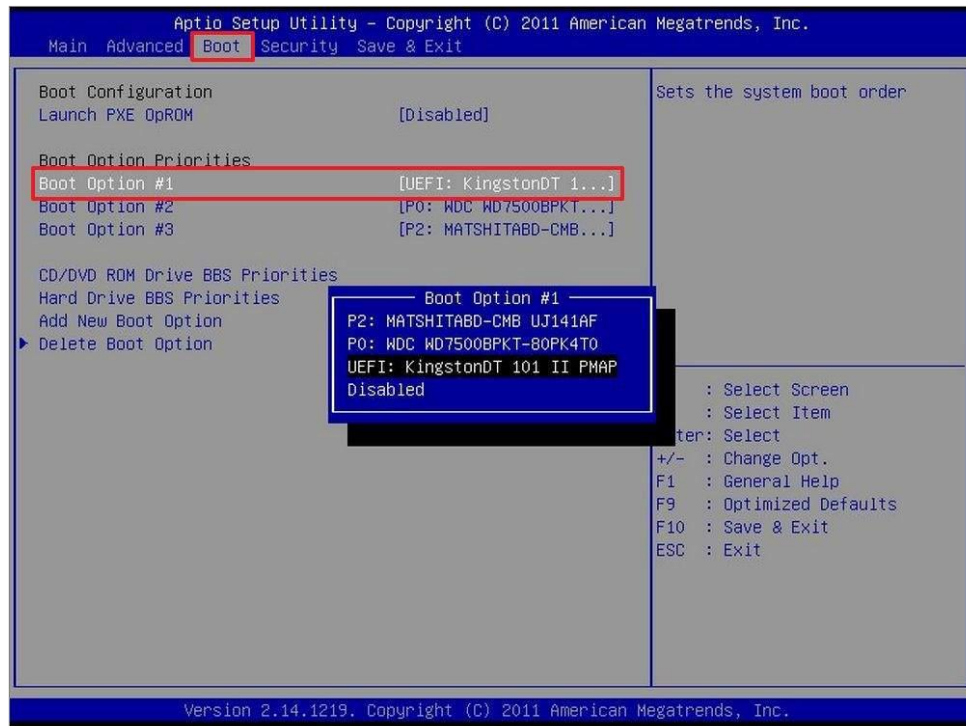 Aptio Setup Utility – Copyright (C) 2011 American Megatrends, Inc.
Main Advanced Boot Security Save & Exit
Boot Configuration
Launch PXE OpROM [Disabled]
Boot Option Priorities
Boot Option #1 [UEFI: KingstonDT 1...]
Boot Option #2 [P0: WDC WD7500BPKT...]
Boot Option #3 [P2: MATSHITABD-CMB...]
CD/DVD ROM Drive BBS Priorities
Hard Drive BBS Priorities
Add New Boot Option
Delete Boot Option
Boot Option #1
P2: MATSHITABD-CMB UJ141AF
P0: WDC WD7500BPKT-80PK4T0
UEFI: KingstonDT 101 II PMAP
Disabled
Sets the system boot order
: Select Screen
: Select Item
ter: Select
+/- : Change Opt.
F1 : General Help
F9 : Optimized Defaults
F10 : Save & Exit
ESC : Exit
Version 2.14.1219. Copyright (C) 2011 American Megatrends, Inc.